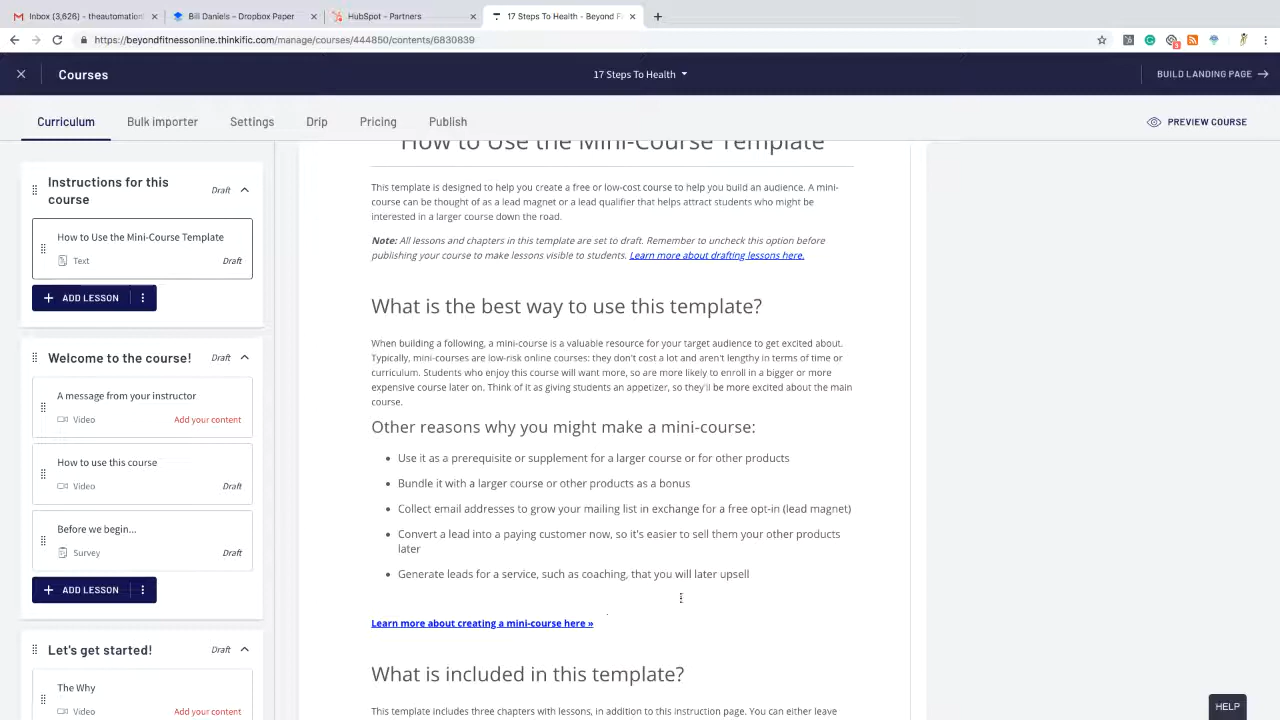 Inbox (3,626) - theautomation
Bill Daniels – Dropbox Paper
HubSpot - Partners
17 Steps To Health - Beyond F
https://beyondfitnessonline.thinkific.com/manage/courses/444850/contents/6830839
Courses
17 Steps To Health
BUILD LANDING PAGE
Curriculum
Bulk importer
Settings
Drip
Pricing
Publish
PREVIEW COURSE
Instructions for this
course
Draft
How to Use the Mini-Course Template
Text
Draft
ADD LESSON
Welcome to the course!
Draft
A message from your instructor
Video
Add your content
How to use this course
Video
Draft
Before we begin...
Survey
Draft
ADD LESSON
Let's get started!
Draft
The Why
Video
Add your content
How to Use the Mini-Course Template
This template is designed to help you create a free or low-cost course to help you build an audience. A mini-
course can be thought of as a lead magnet or a lead qualifier that helps attract students who might be
interested in a larger course down the road.
Note: All lessons and chapters in this template are set to draft. Remember to uncheck this option before
publishing your course to make lessons visible to students. Learn more about drafting lessons here.
What is the best way to use this template?
When building a following, a mini-course is a valuable resource for your target audience to get excited about.
Typically, mini-courses are low-risk online courses: they don't cost a lot and aren't lengthy in terms of time or
curriculum. Students who enjoy this course will want more, so are more likely to enroll in a bigger or more
expensive course later on. Think of it as giving students an appetizer, so they'll be more excited about the main
course.
Other reasons why you might make a mini-course:
Use it as a prerequisite or supplement for a larger course or for other products
Bundle it with a larger course or other products as a bonus
Collect email addresses to grow your mailing list in exchange for a free opt-in (lead magnet)
Convert a lead into a paying customer now, so it's easier to sell them your other products
later
Generate leads for a service, such as coaching, that you will later upsell
Learn more about creating a mini-course here »
What is included in this template?
This template includes three chapters with lessons, in addition to this instruction page. You can either leave
HELP